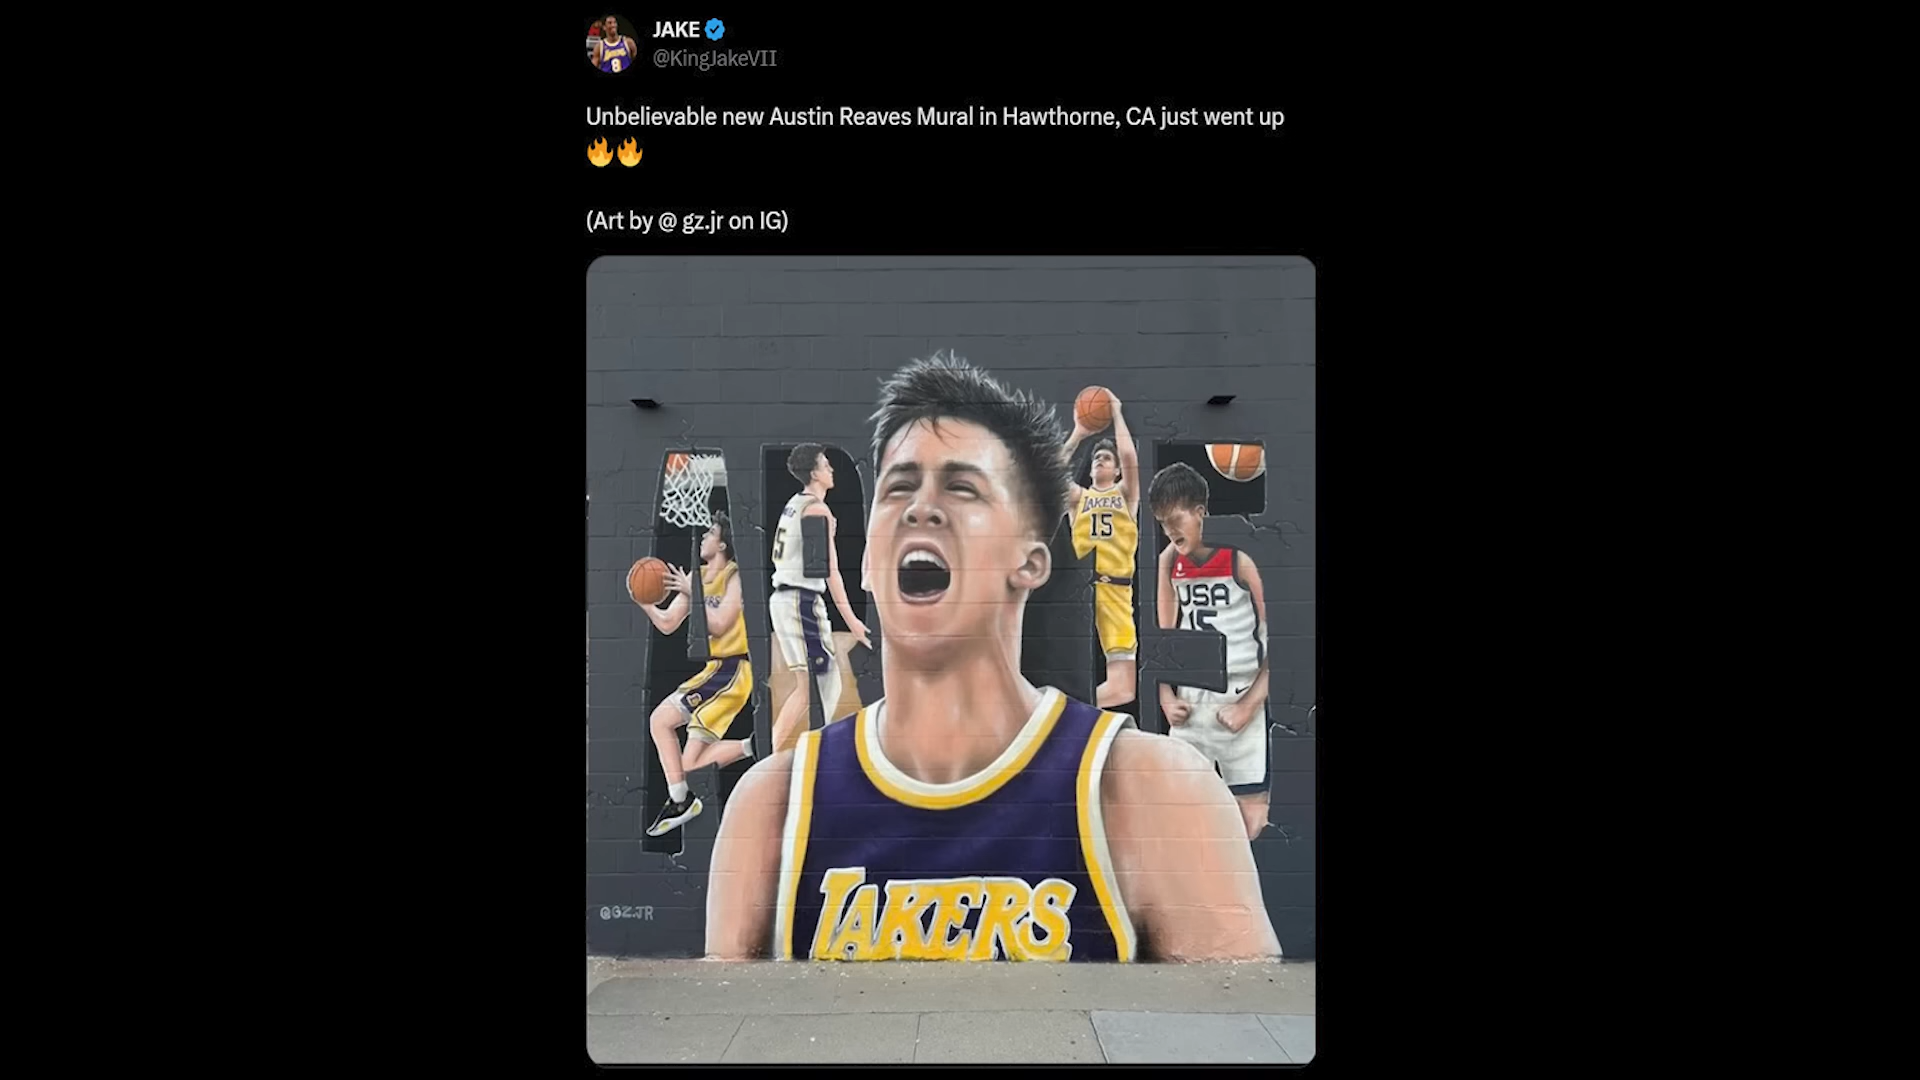 JAKE
@KingJakeVII
Unbelievable new Austin Reaves Mural in Hawthorne, CA just went up
🔥🔥
(Art by @ gz.jr on IG)
LAKERS
15
USA
15
LAKERS
@GZ.JR